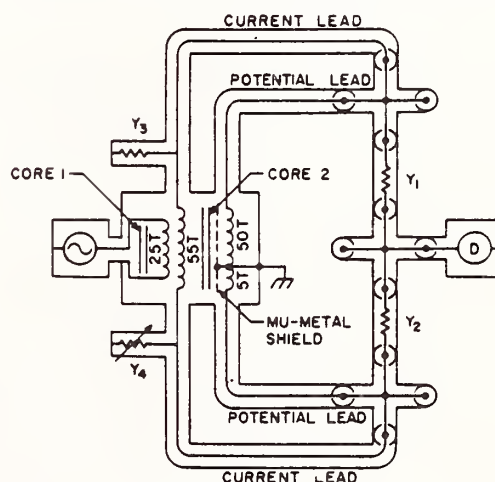 CURRENT LEAD
POTENTIAL LEAD
Y3
CORE 1
CORE 2
Y1
25T
55T
50T
5T
D
MU-METAL
SHIELD
Y2
Y4
POTENTIAL LEAD
CURRENT LEAD